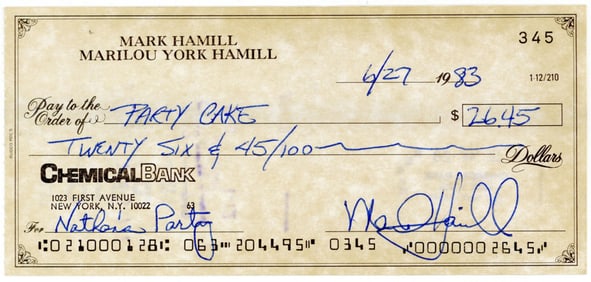 MARK HAMILL
MARILOU YORK HAMILL
345
6/27 1983
1-12/210
Pay to the
Order of PARTY CAKE $ 26.45
TWENTY SIX & 45/100 Dollars
CHEMICALBANK
1023 FIRST AVENUE
NEW YORK, N.Y. 10022 63
For Nathan's Party Mark Hamill
⑆021000128⑆ 063⑉204495⑈ 0345 ⑈0000002645⑈